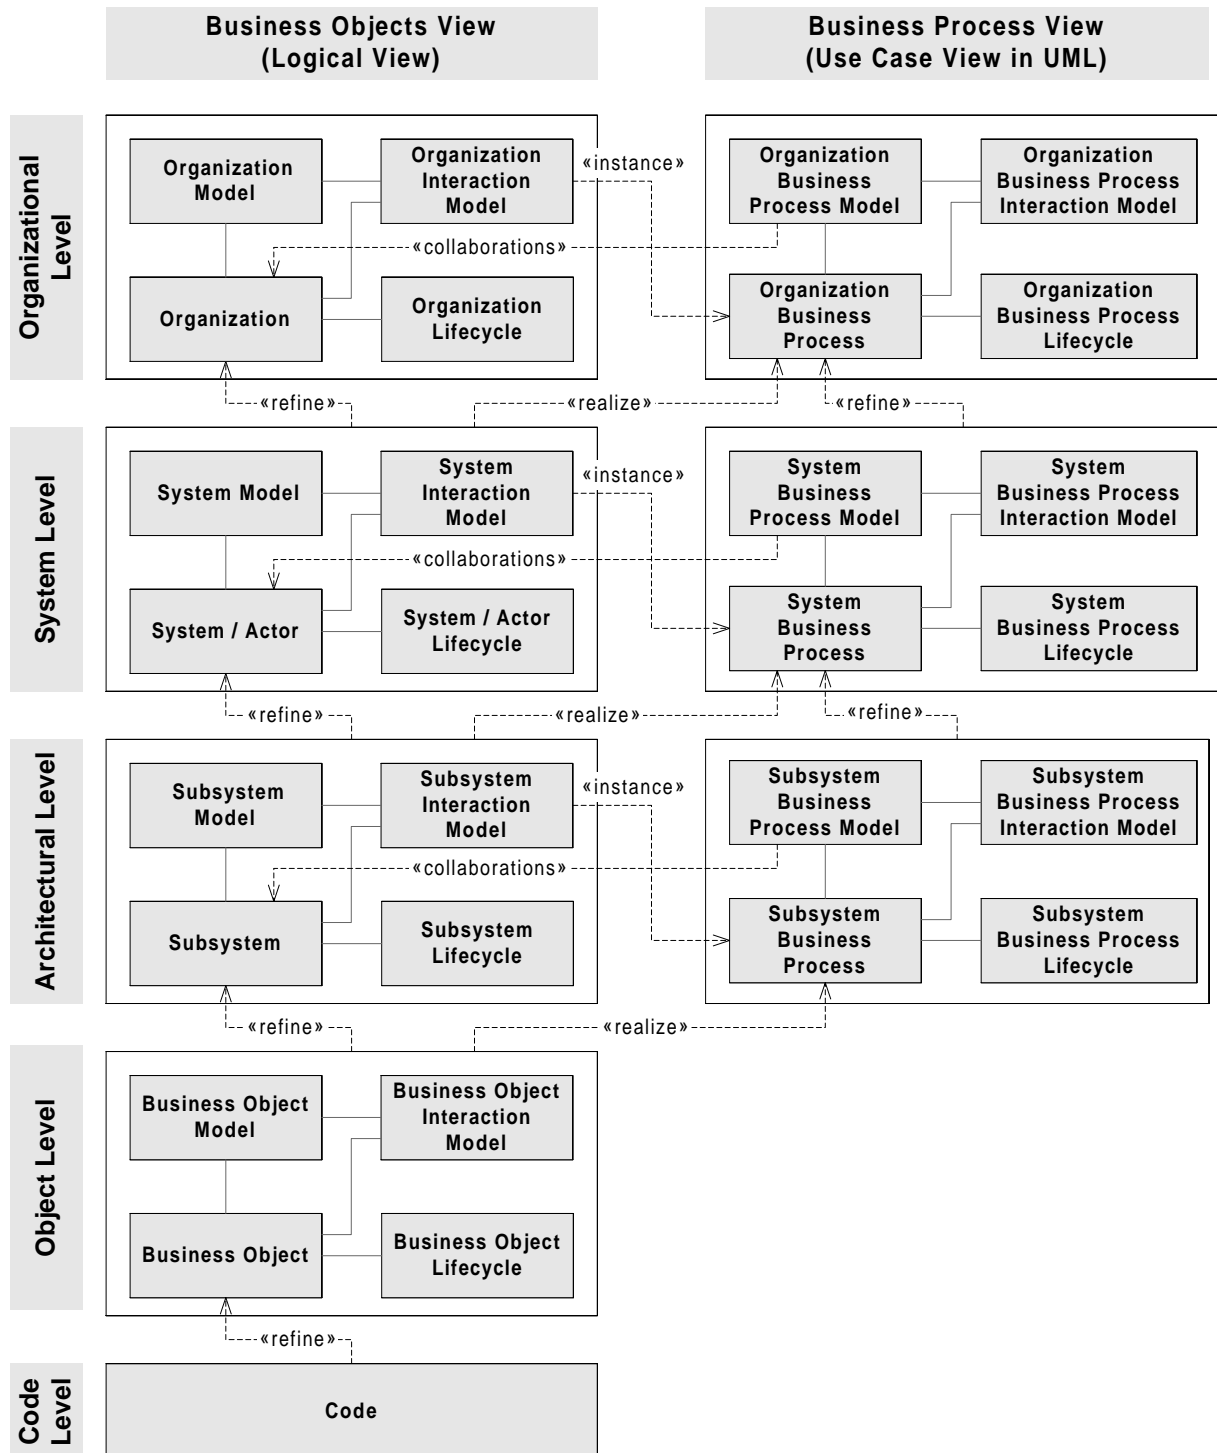 Business Objects View
(Logical View)
Business Process View
(Use Case View in UML)
Organizational
Level
Organization
Model
Organization
Interaction
Model
«instance»
Organization
Business
Process Model
Organization
Business Process
Interaction Model
«collaborations»
Organization
Organization
Lifecycle
Organization
Business
Process
Organization
Business Process
Lifecycle
«refine»
«realize»
«refine»
System Level
System Model
System
Interaction
Model
«instance»
System
Business
Process Model
System
Business Process
Interaction Model
«collaborations»
System / Actor
System / Actor
Lifecycle
System
Business
Process
System
Business Process
Lifecycle
«refine»
«realize»
«refine»
Architectural Level
Subsystem
Model
Subsystem
Interaction
Model
«instance»
Subsystem
Business
Process Model
Subsystem
Business Process
Interaction Model
«collaborations»
Subsystem
Subsystem
Lifecycle
Subsystem
Business
Process
Subsystem
Business Process
Lifecycle
«refine»
«realize»
Object Level
Business Object
Model
Business Object
Interaction
Model
Business Object
Business Object
Lifecycle
«refine»
Code
Level
Code